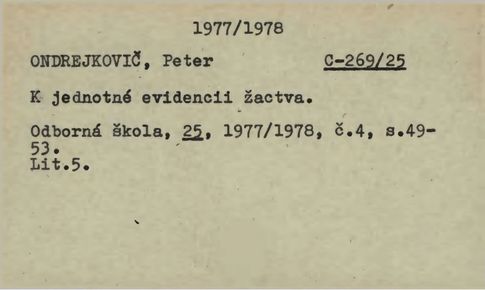 1977/1978
ONDREJKOVIČ, Peter C-269/25
K jednotné evidencii žactva.
Odborná škola, 25, 1977/1978, č.4, s.49-
53.
Lit.5.